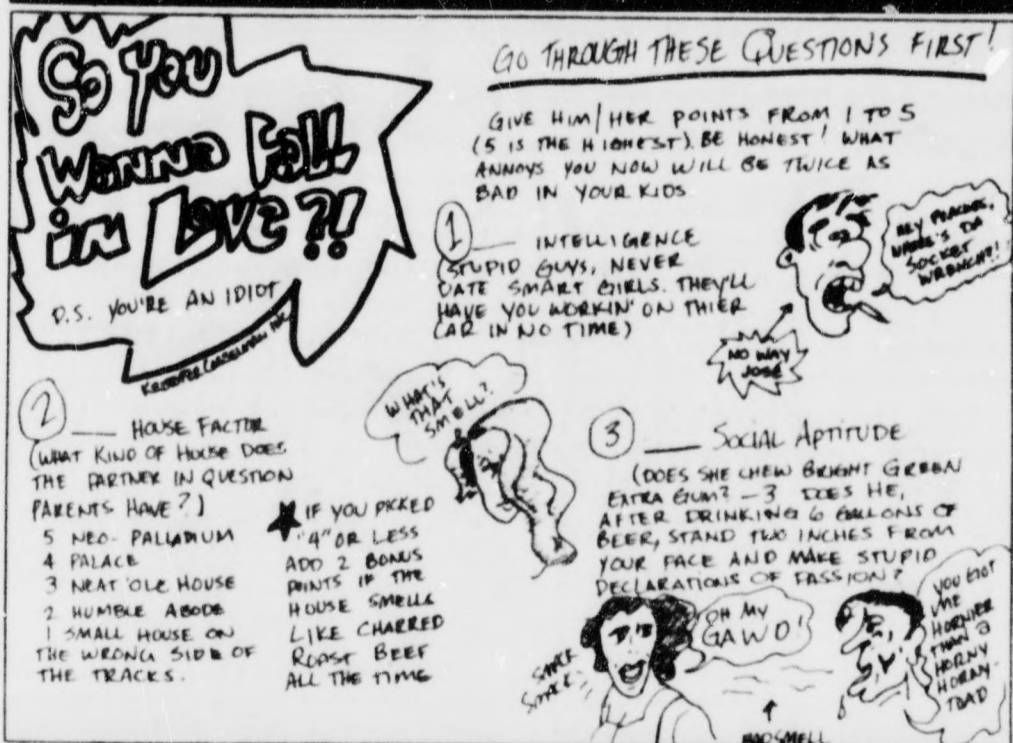 So You
Wanna Fall
in Love?!
P.S. YOU'RE AN IDIOT
GO THROUGH THESE QUESTIONS FIRST!
GIVE HIM/HER POINTS FROM 1 TO 5
(5 IS THE HIGHEST). BE HONEST! WHAT
ANNOYS YOU NOW WILL BE TWICE AS
BAD IN YOUR KIDS
1 ___ INTELLIGENCE
(STUPID GUYS, NEVER
DATE SMART GIRLS. THEY'LL
HAVE YOU WORKIN' ON THIER
CAR IN NO TIME)
HEY
WHERE'S DA
SOCKET
WRENCH?!!
NO WAY
JOSÉ
2 ___ HOUSE FACTOR
(WHAT KIND OF HOUSE DOES
THE PARTNER IN QUESTION
PARENTS HAVE?)
5 NEO-PALLADIUM
4 PALACE
3 NEAT OLE HOUSE
2 HUMBLE ABODE
1 SMALL HOUSE ON
THE WRONG SIDE OF
THE TRACKS.
★ IF YOU PICKED
"4" OR LESS
ADD 2 BONUS
POINTS IF THE
HOUSE SMELLS
LIKE CHARRED
ROAST BEEF
ALL THE TIME
WHAT'S
THAT
SMELL?
3 ___ SOCIAL APTITUDE
(DOES SHE CHEW BRIGHT GREEN
EXTRA GUM? -3 DOES HE,
AFTER DRINKING 6 GALLONS OF
BEER, STAND TWO INCHES FROM
YOUR FACE AND MAKE STUPID
DECLARATIONS OF PASSION?
SMACK
SMACK
OH MY
GAWD!
BAD SMELL
YOU GOT
ME
HORNIER
THAN A
HORNY
HORNY-
TOAD